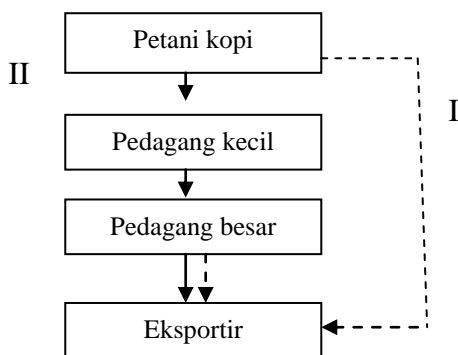 Petani kopi
II
I
Pedagang kecil
Pedagang besar
Eksportir